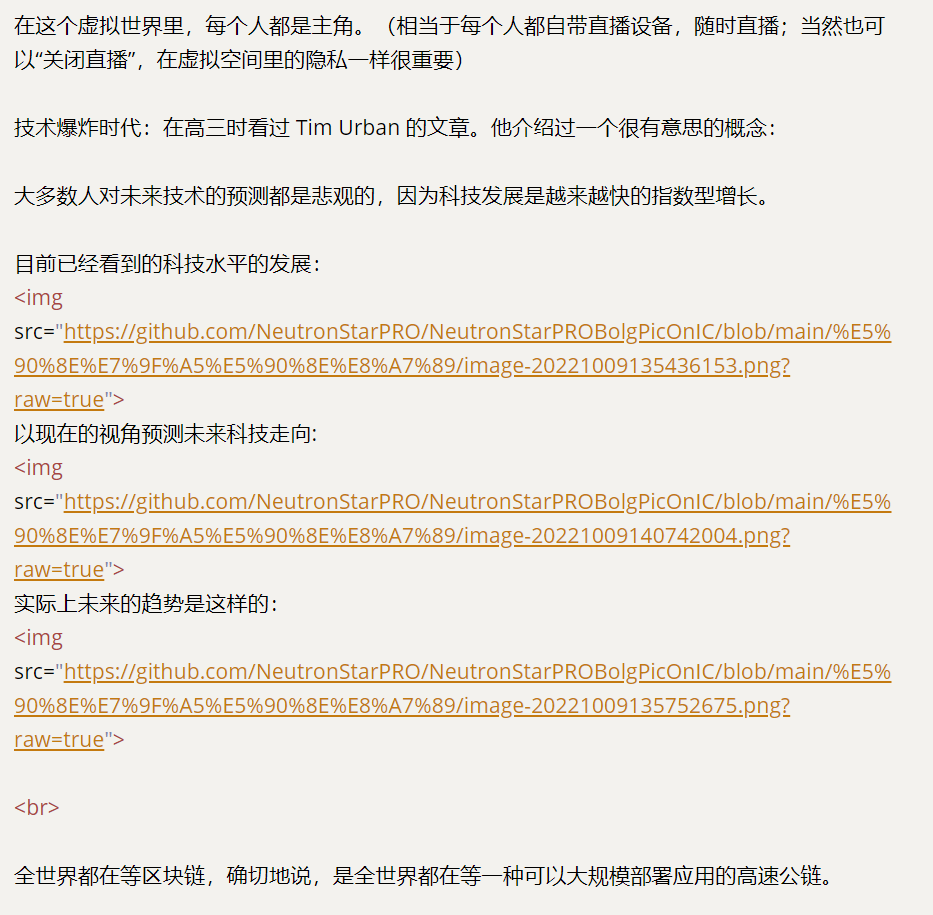 在这个虚拟世界里，每个人都是主角。（相当于每个人都自带直播设备，随时直播；当然也可
以“关闭直播”，在虚拟空间里的隐私一样很重要）
技术爆炸时代：在高三时看过 Tim Urban 的文章。他介绍过一个很有意思的概念：
大多数人对未来技术的预测都是悲观的，因为科技发展是越来越快的指数型增长。
目前已经看到的科技水平的发展：
<img
src="https://github.com/NeutronStarPRO/NeutronStarPROBolgPicOnIC/blob/main/%E5%
90%8E%E7%9F%A5%E5%90%8E%E8%A7%89/image-20221009135436153.png?
raw=true">
以现在的视角预测未来科技走向:
<img
src="https://github.com/NeutronStarPRO/NeutronStarPROBolgPicOnIC/blob/main/%E5%
90%8E%E7%9F%A5%E5%90%8E%E8%A7%89/image-20221009140742004.png?
raw=true">
实际上未来的趋势是这样的：
<img
src="https://github.com/NeutronStarPRO/NeutronStarPROBolgPicOnIC/blob/main/%E5%
90%8E%E7%9F%A5%E5%90%8E%E8%A7%89/image-20221009135752675.png?
raw=true">
<br>
全世界都在等区块链，确切地说，是全世界都在等一种可以大规模部署应用的高速公链。